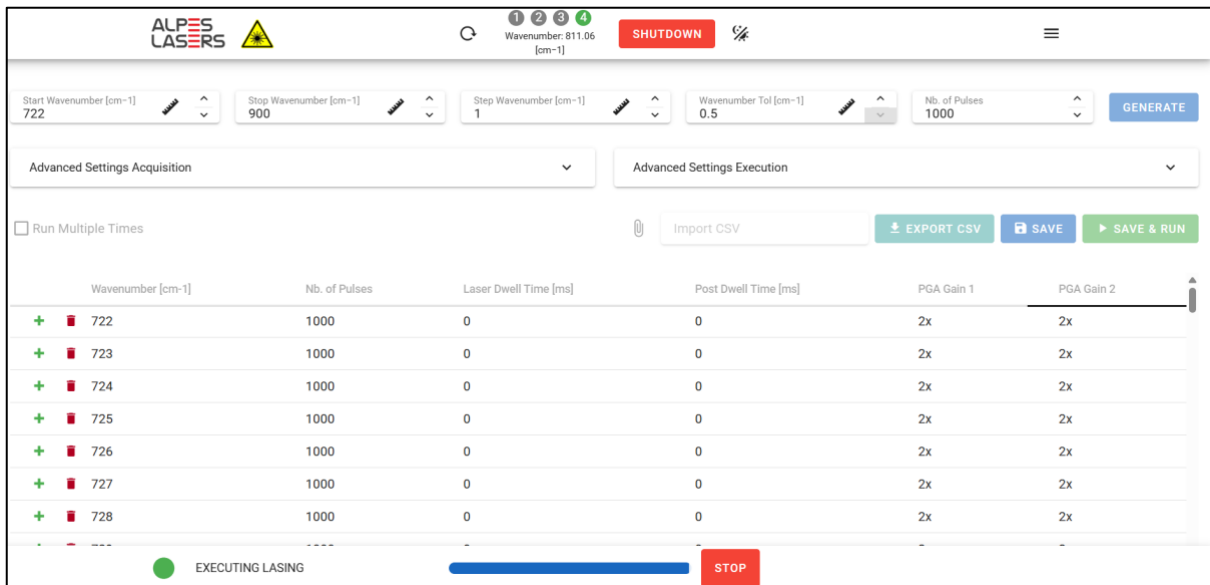 ALPES
LASERS
1 2 3 4
Wavenumber: 811.06
[cm−1]
SHUTDOWN
Start Wavenumber [cm−1]
722
Stop Wavenumber [cm−1]
900
Step Wavenumber [cm−1]
1
Wavenumber Tol [cm−1]
0.5
Nb. of Pulses
1000
GENERATE
Advanced Settings Acquisition
Advanced Settings Execution
Run Multiple Times
Import CSV
EXPORT CSV
SAVE
SAVE & RUN
Wavenumber [cm-1] Nb. of Pulses Laser Dwell Time [ms] Post Dwell Time [ms] PGA Gain 1 PGA Gain 2
722 1000 0 0 2x 2x
723 1000 0 0 2x 2x
724 1000 0 0 2x 2x
725 1000 0 0 2x 2x
726 1000 0 0 2x 2x
727 1000 0 0 2x 2x
728 1000 0 0 2x 2x
EXECUTING LASING
STOP